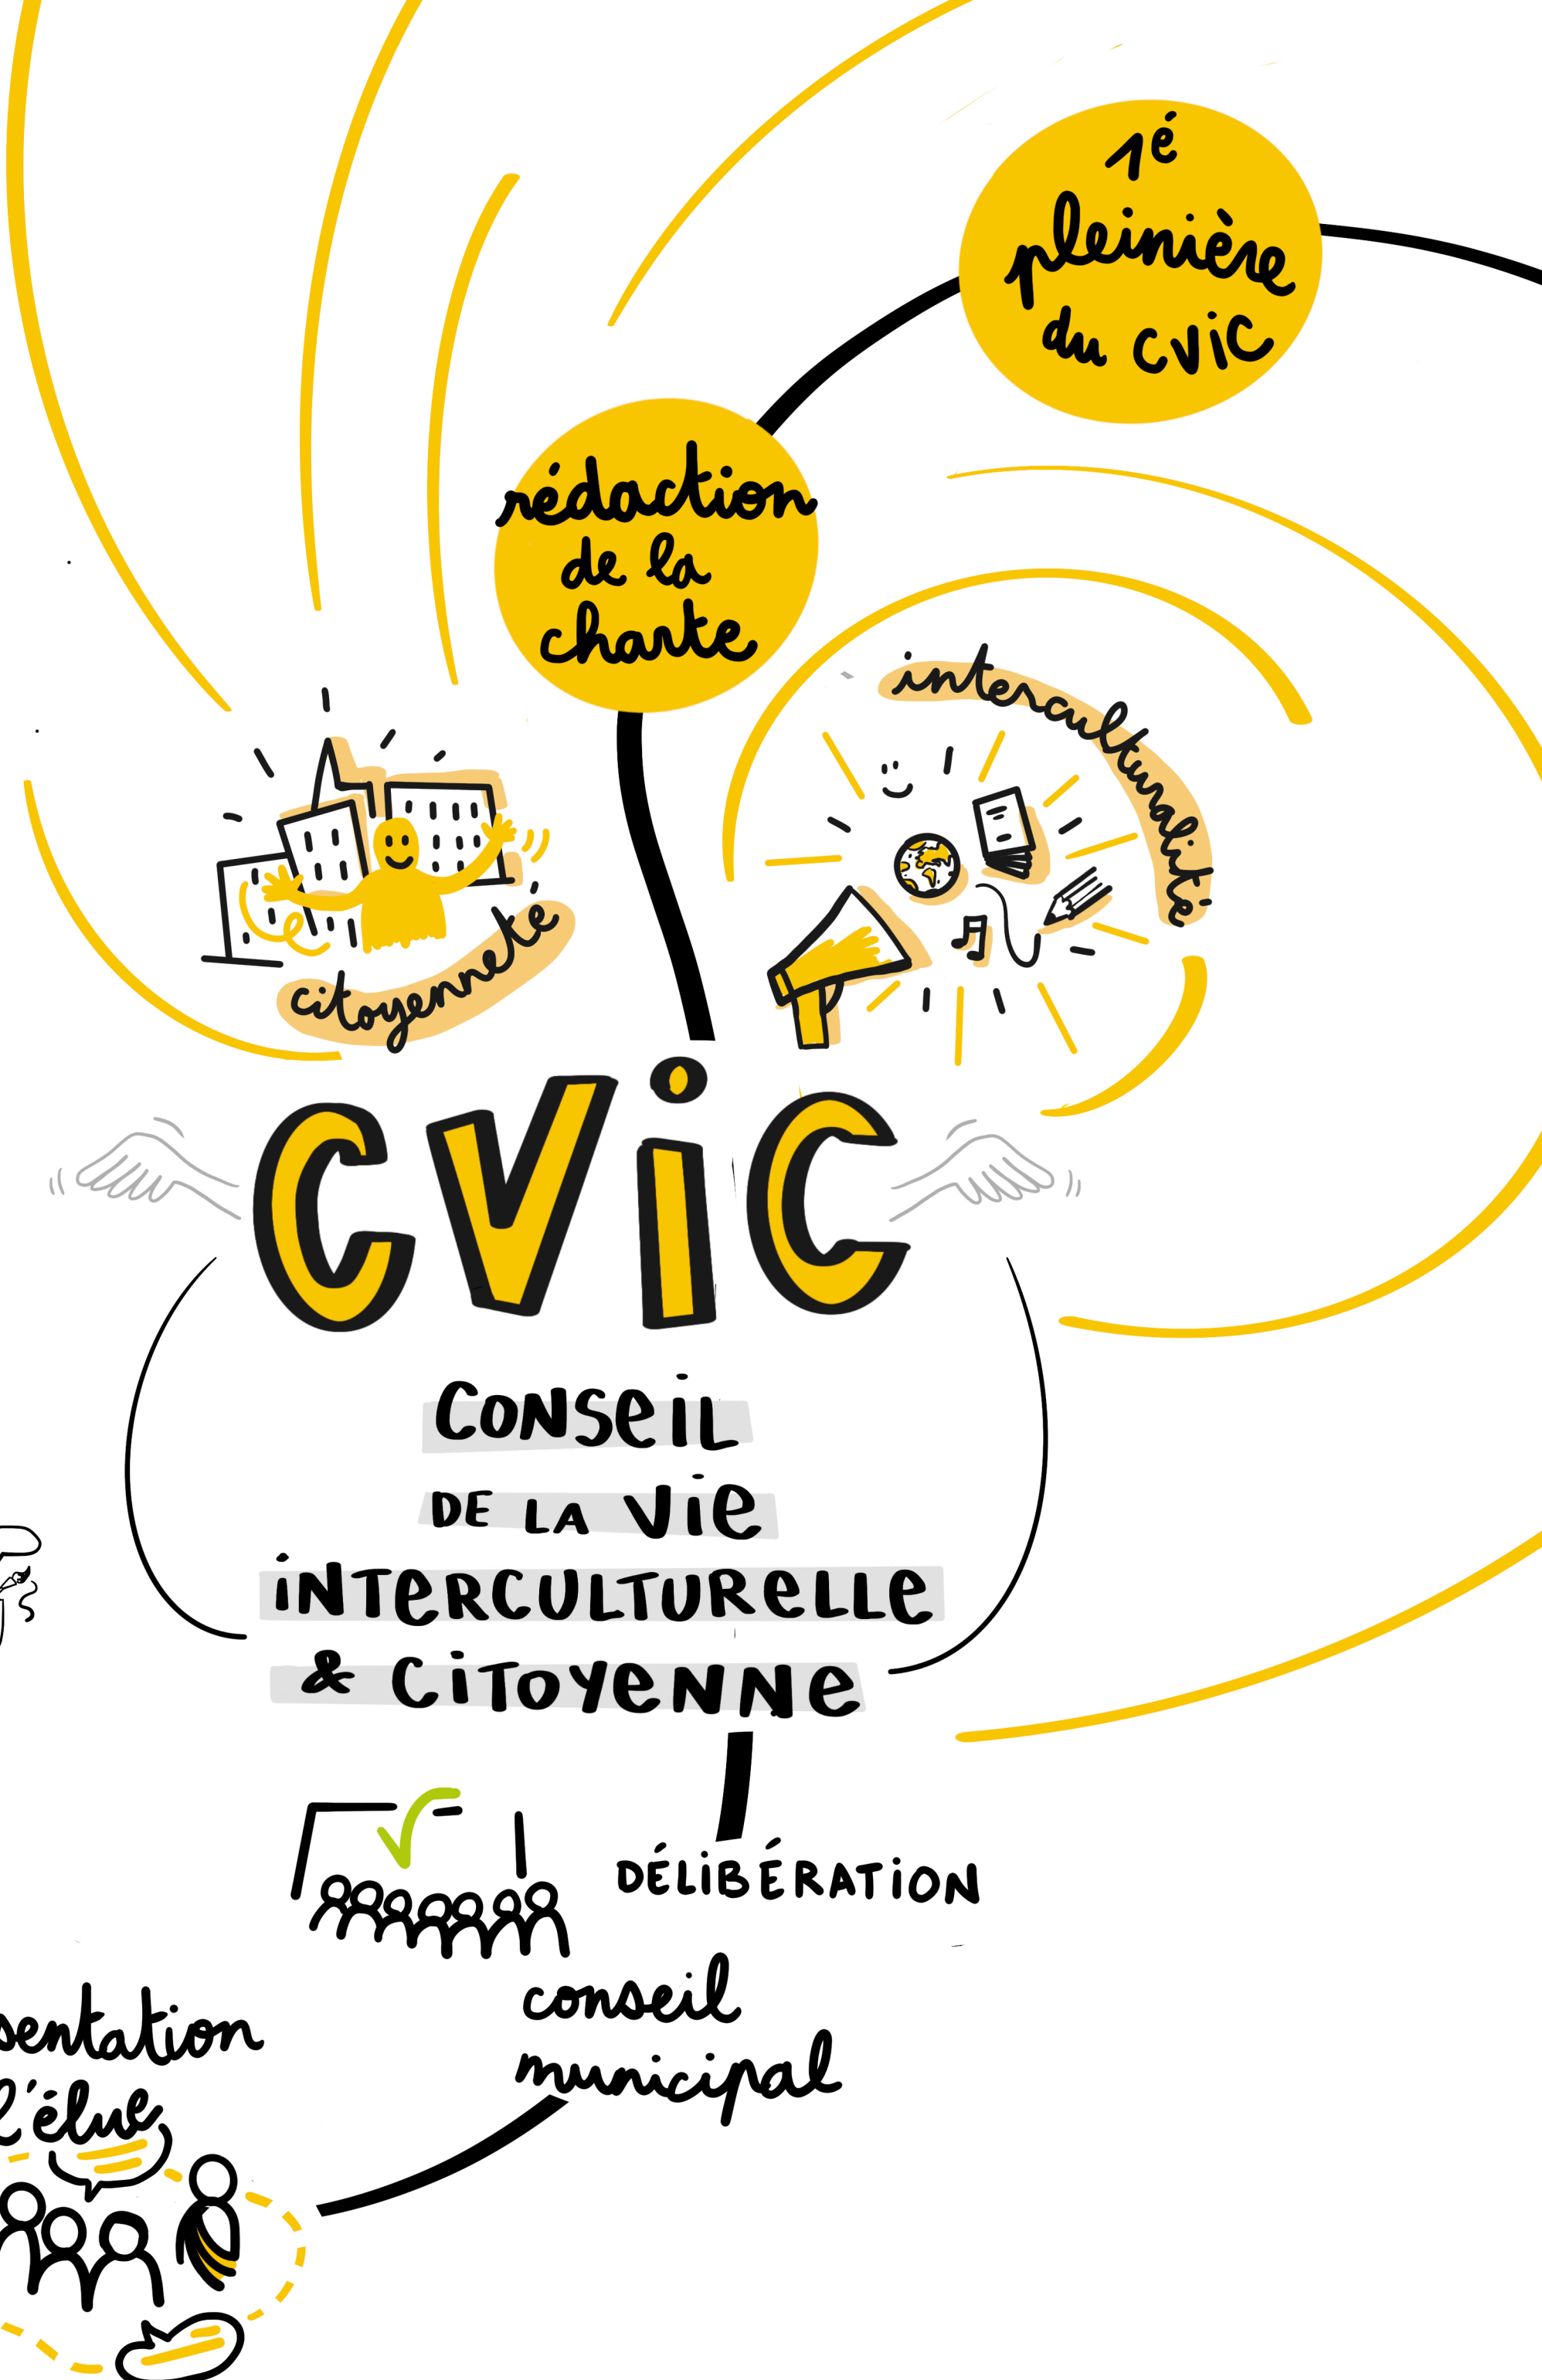 1é
pleinière
du CViC
rédaction
de la
charte
interculturalité
citoyenneté
CViC
CONSEiL
DE LA ViE
iNTERCULTURELLE
& CiTOYENNE
DÉLiBÉRATiON
conseil
municipal
entation
l'élue